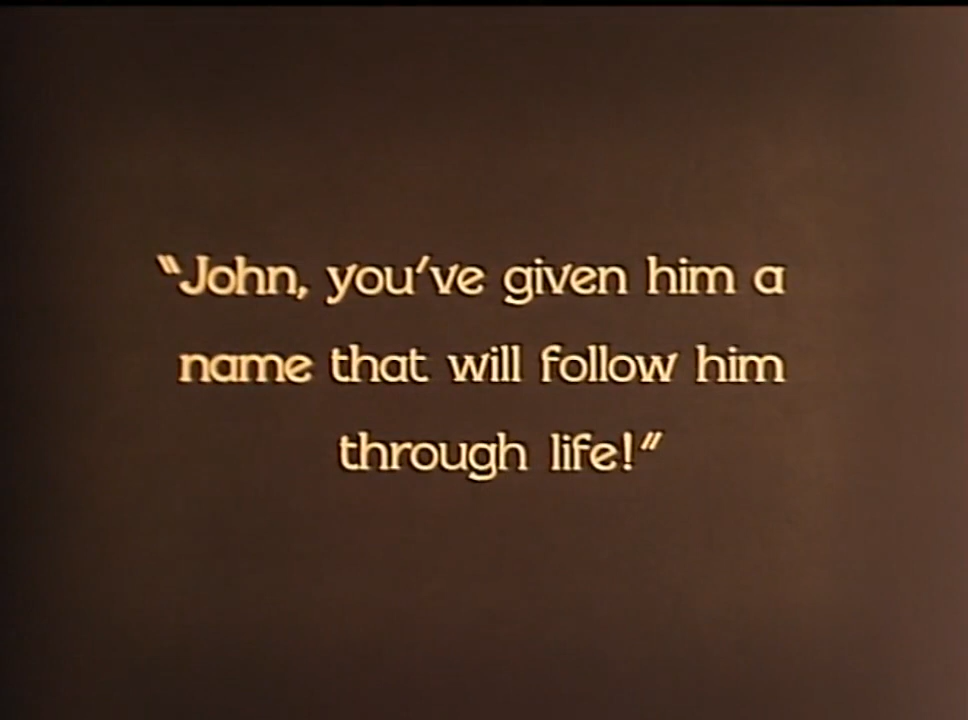 “John, you’ve given him a
name that will follow him
through life!”